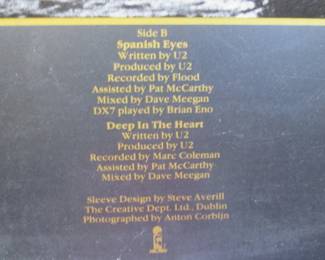 Side B
Spanish Eyes
Written by U2
Produced by U2
Recorded by Flood
Assisted by Pat McCarthy
Mixed by Dave Meegan
DX7 played by Brian Eno
Deep In The Heart
Written by U2
Produced by U2
Recorded by Marc Coleman
Assisted by Pat McCarthy
Mixed by Dave Meegan
Sleeve Design by Steve Averill
The Creative Dept. Ltd., Dublin
Photographed by Anton Corbijn